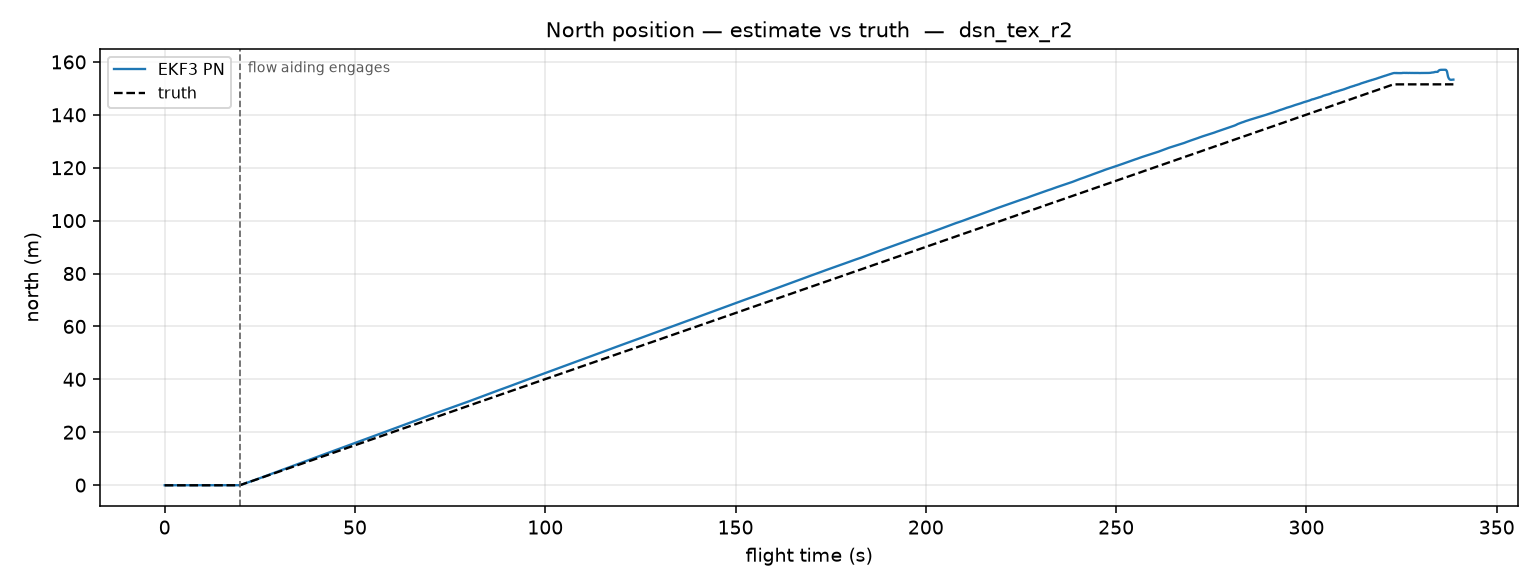 North position — estimate vs truth — dsn_tex_r2
EKF3 PN
truth
flow aiding engages
160
140
120
100
80
60
40
20
0
north (m)
0 50 100 150 200 250 300 350
flight time (s)